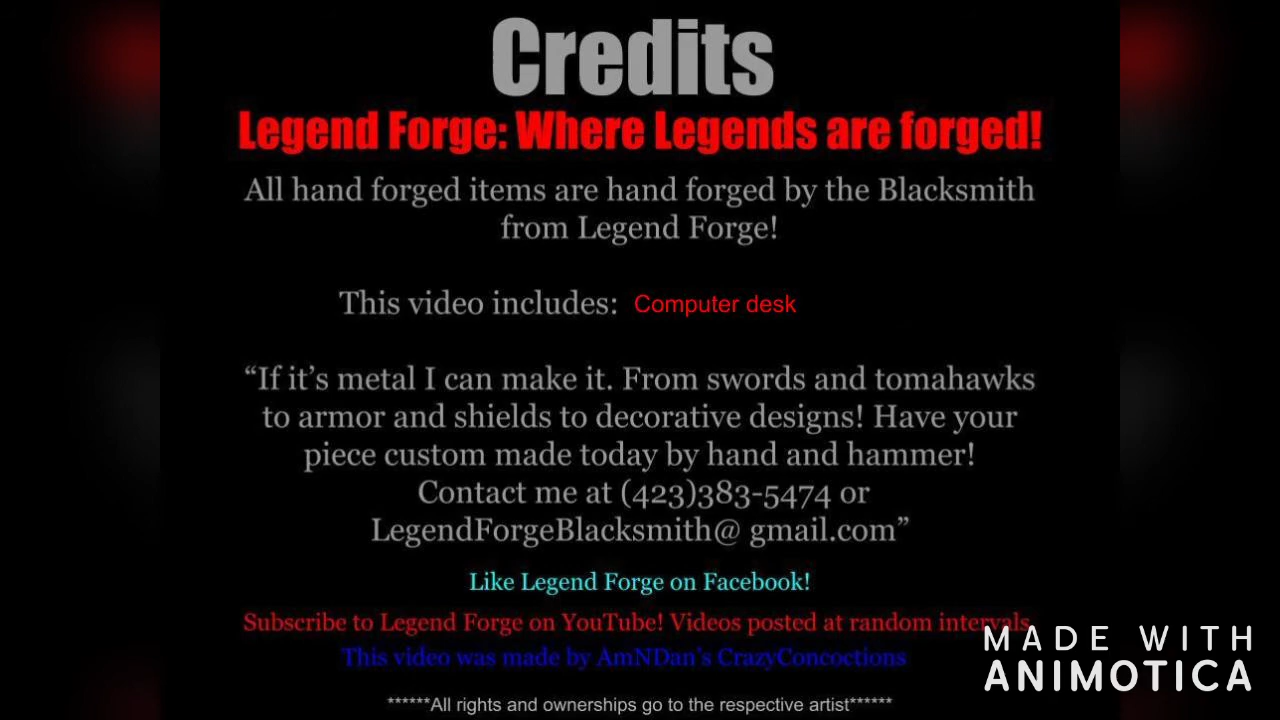 Credits
Legend Forge: Where Legends are forged!
All hand forged items are hand forged by the Blacksmith
from Legend Forge!
This video includes: Computer desk
“If it’s metal I can make it. From swords and tomahawks
to armor and shields to decorative designs! Have your
piece custom made today by hand and hammer!
Contact me at (423)383-5474 or
LegendForgeBlacksmith@ gmail.com”
Like Legend Forge on Facebook!
Subscribe to Legend Forge on YouTube! Videos posted at random intervals.
This video was made by AmNDan’s CrazyConcoctions
******All rights and ownerships go to the respective artist******
MADE WITH
ANIMOTICA